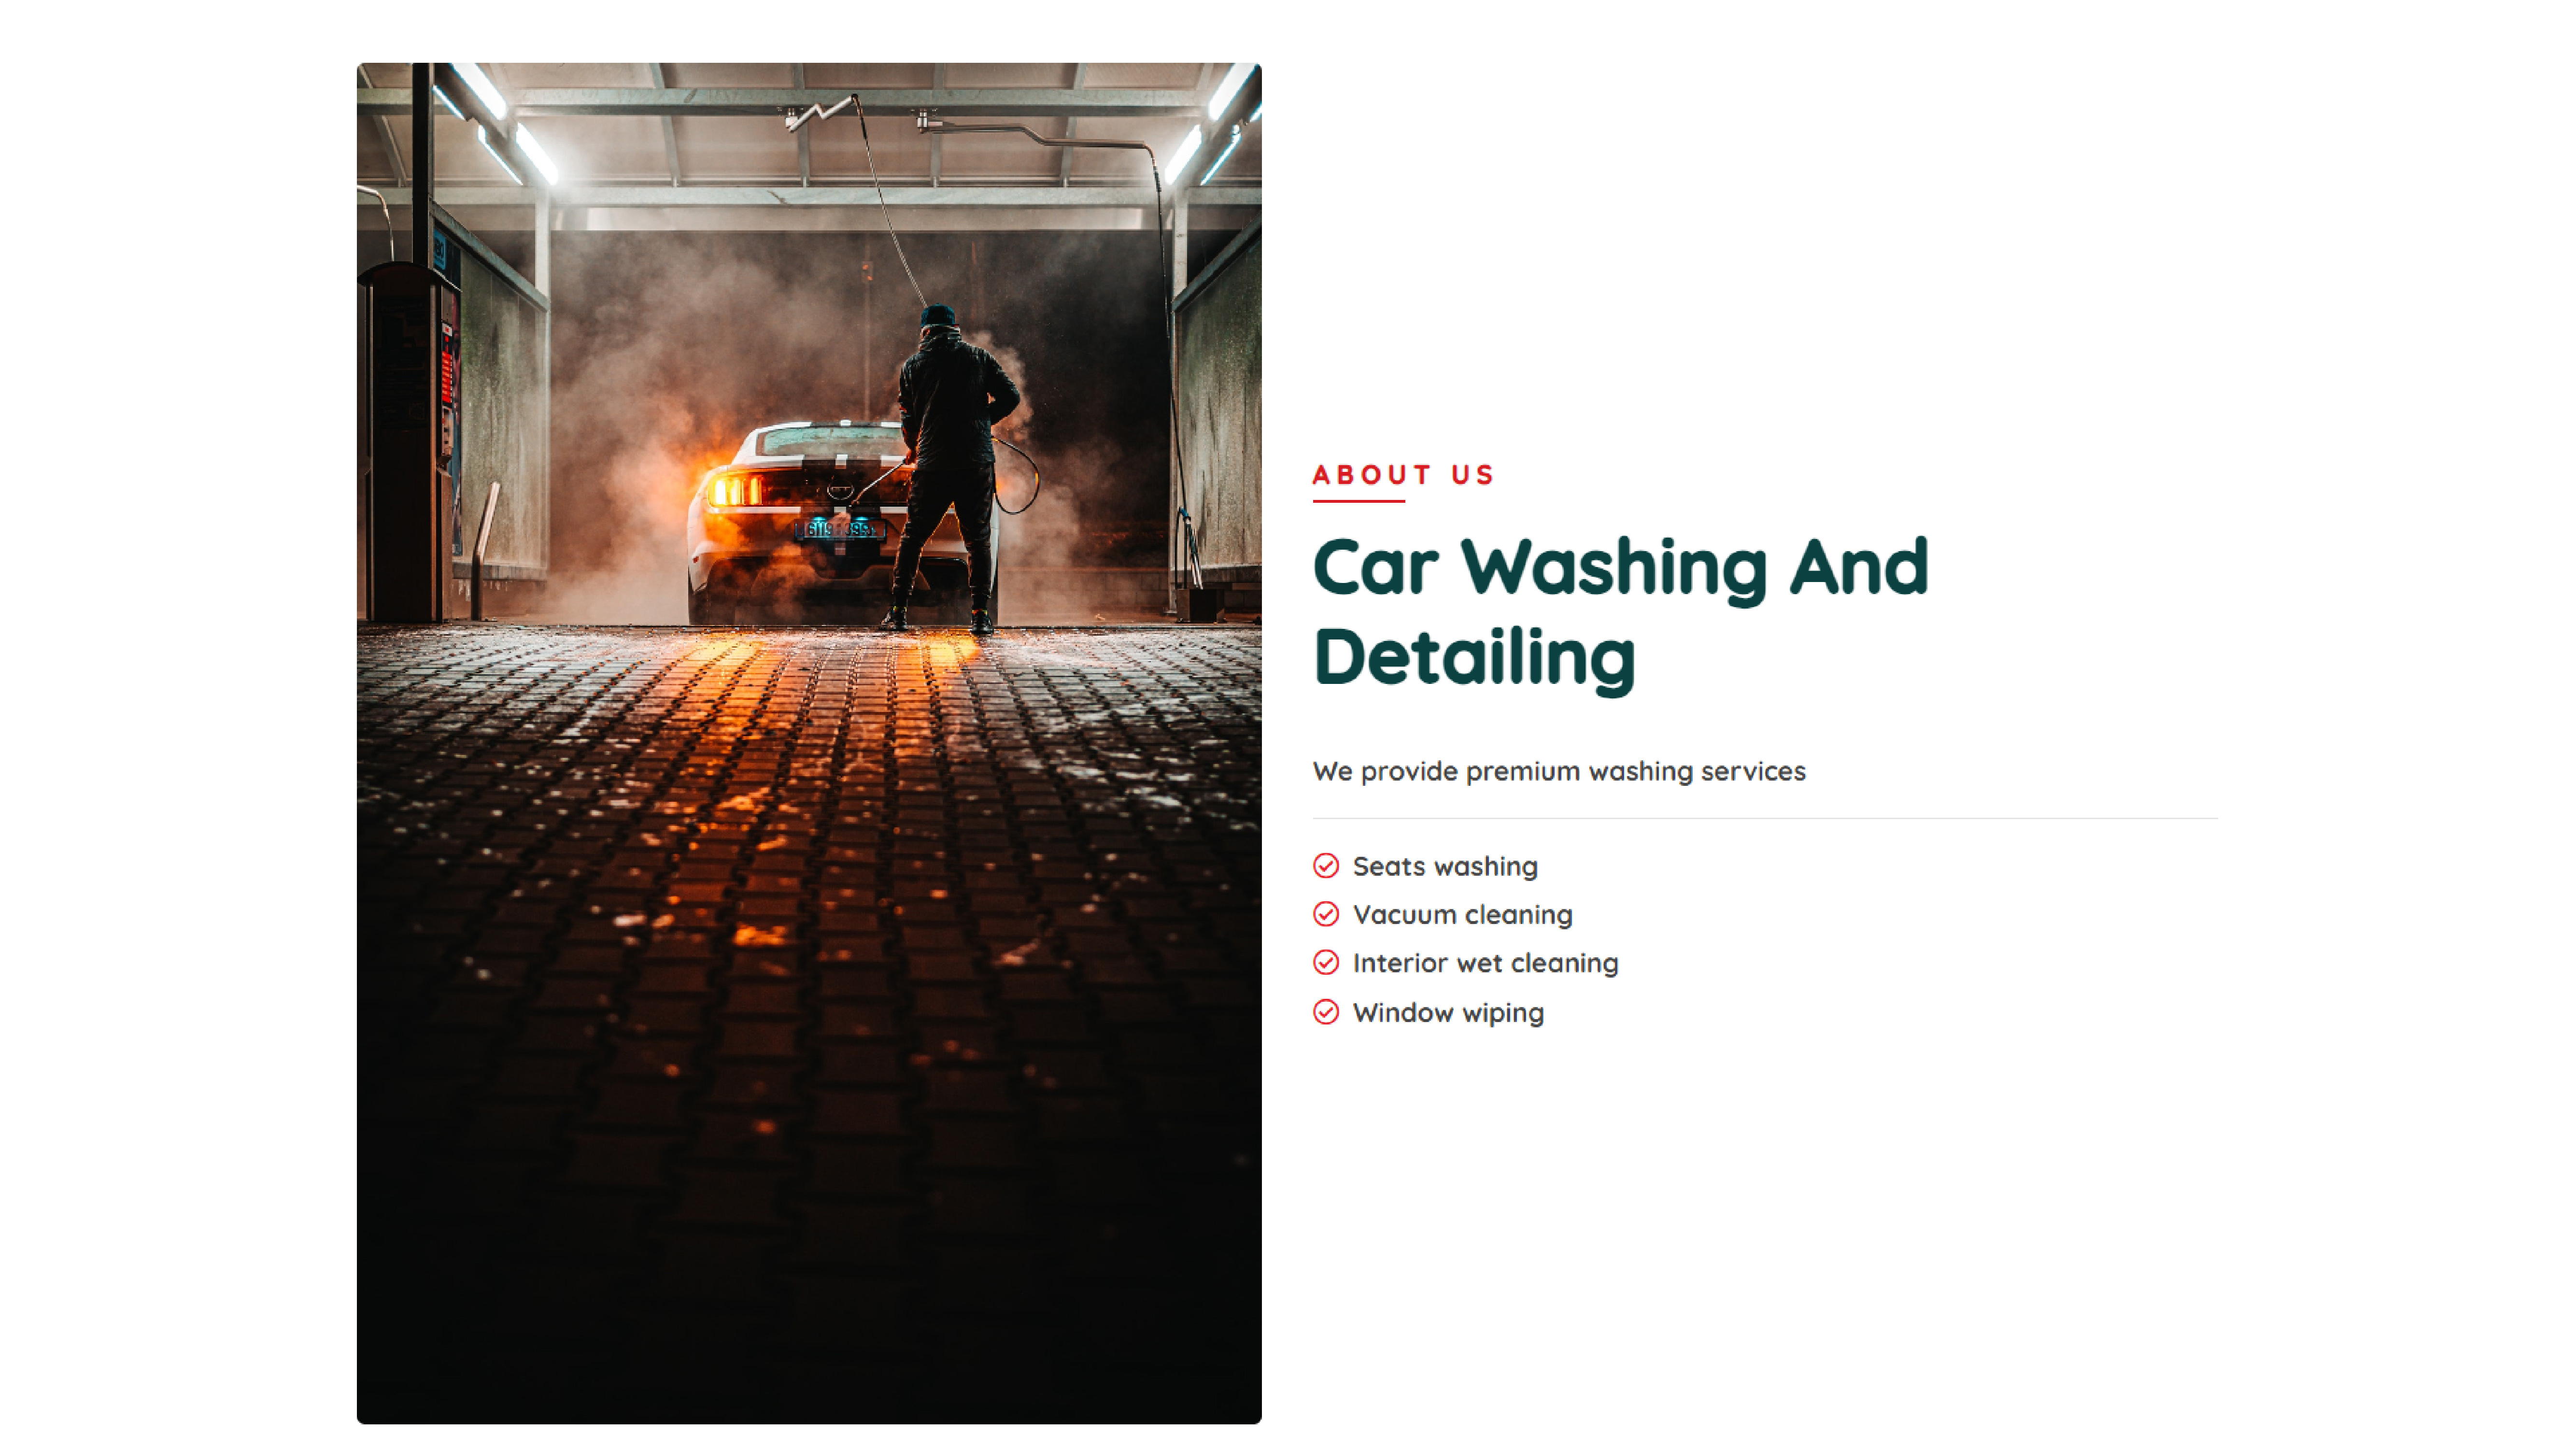 ABOUT US
Car Washing And
Detailing
We provide premium washing services
Seats washing
Vacuum cleaning
Interior wet cleaning
Window wiping